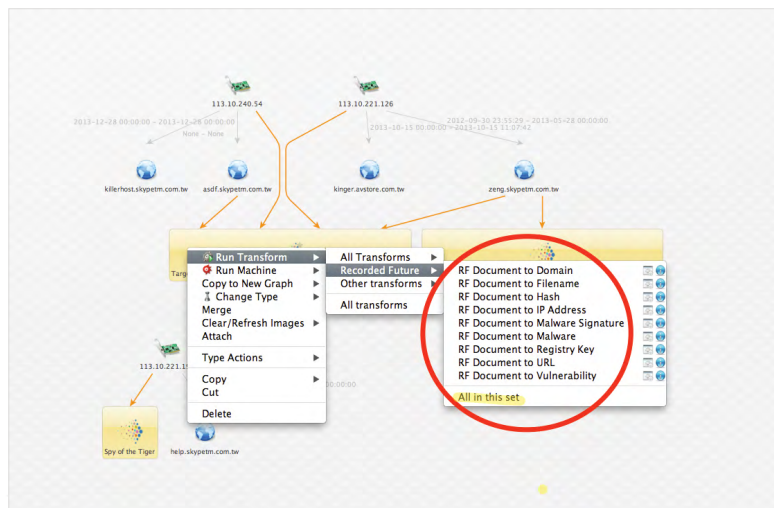 113.10.240.54
113.10.221.126
2013-12-24 00:00:00 - 2013-12-26 00:00:00
2012-09-30 23:55:29 - 2013-05-28 00:00:00
2013-10-15 00:00:00 - 2013-10-15 11:07:42
None - None
killerhost.skypetm.com.tw
asdf.skypetm.com.tw
kinger.avstore.com.tw
zeng.skypetm.com.tw
Run Transform
Run Machine
Copy to New Graph
Change Type
Merge
Clear/Refresh Images
Attach
Type Actions
Copy
Cut
Delete
All Transforms
Recorded Future
Other transforms
All transforms
RF Document to Domain
RF Document to Filename
RF Document to Hash
RF Document to IP Address
RF Document to Malware Signature
RF Document to Malware
RF Document to Registry Key
RF Document to URL
RF Document to Vulnerability
All in this set
00:00:00
Spy of the Tiger
help.skypetm.com.tw